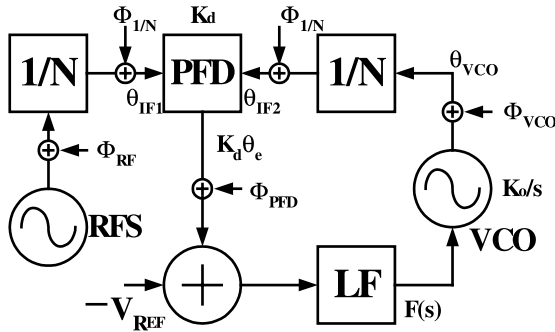 Φ1/N
Kd
Φ1/N
1/N
PFD
1/N
θVCO
θIF1
θIF2
ΦVCO
ΦRF
Kdθe
ΦPFD
Ko/s
RFS
VCO
−VREF
LF
F(s)